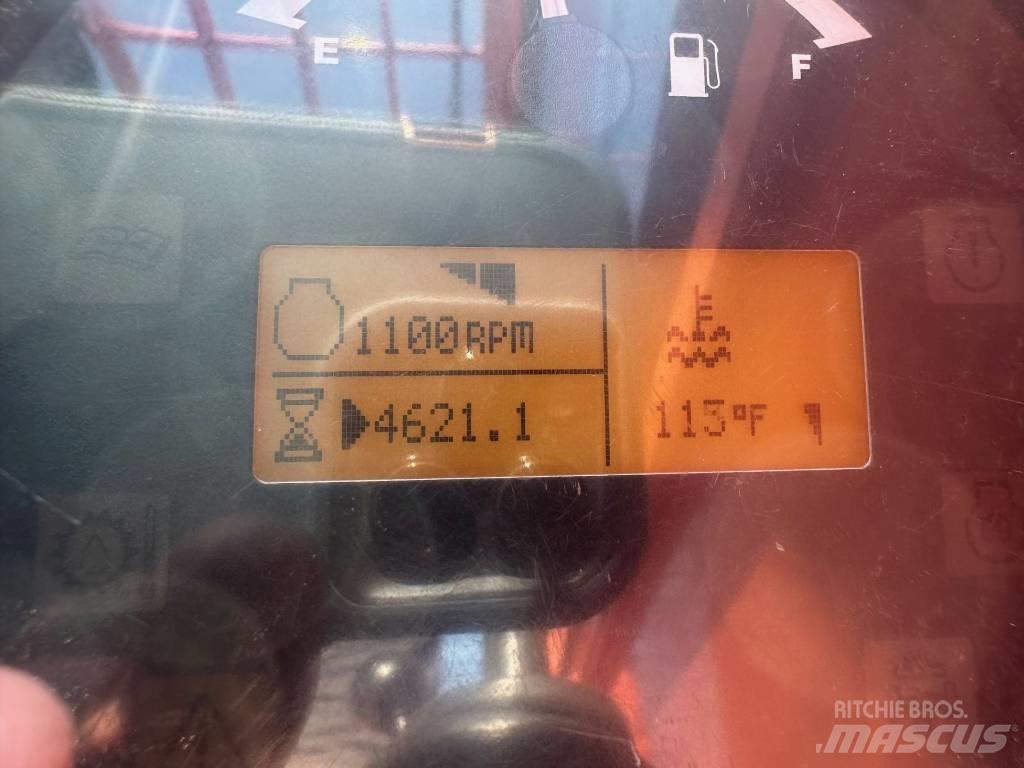 E
F
1100RPM
4621.1
115°F
RITCHIE BROS.
MASCUS